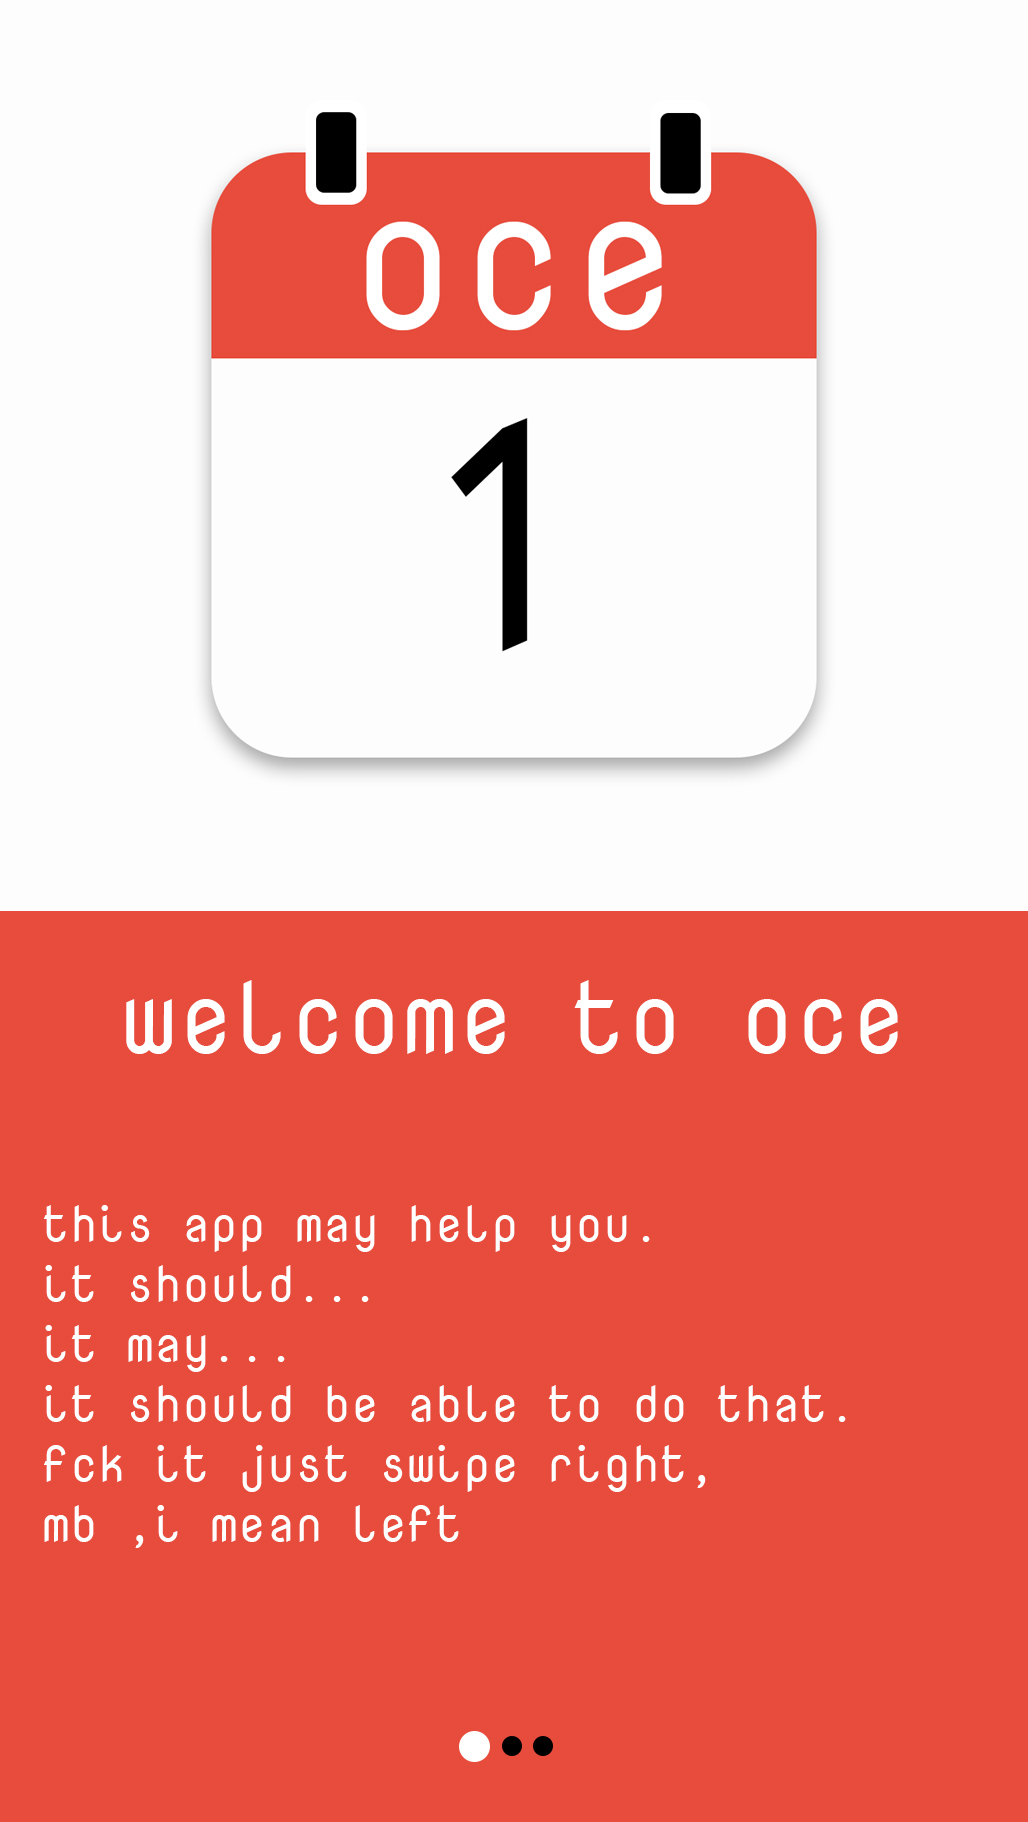 oce
1
welcome to oce
this app may help you.
it should...
it may...
it should be able to do that.
fck it just swipe right,
mb ,i mean left